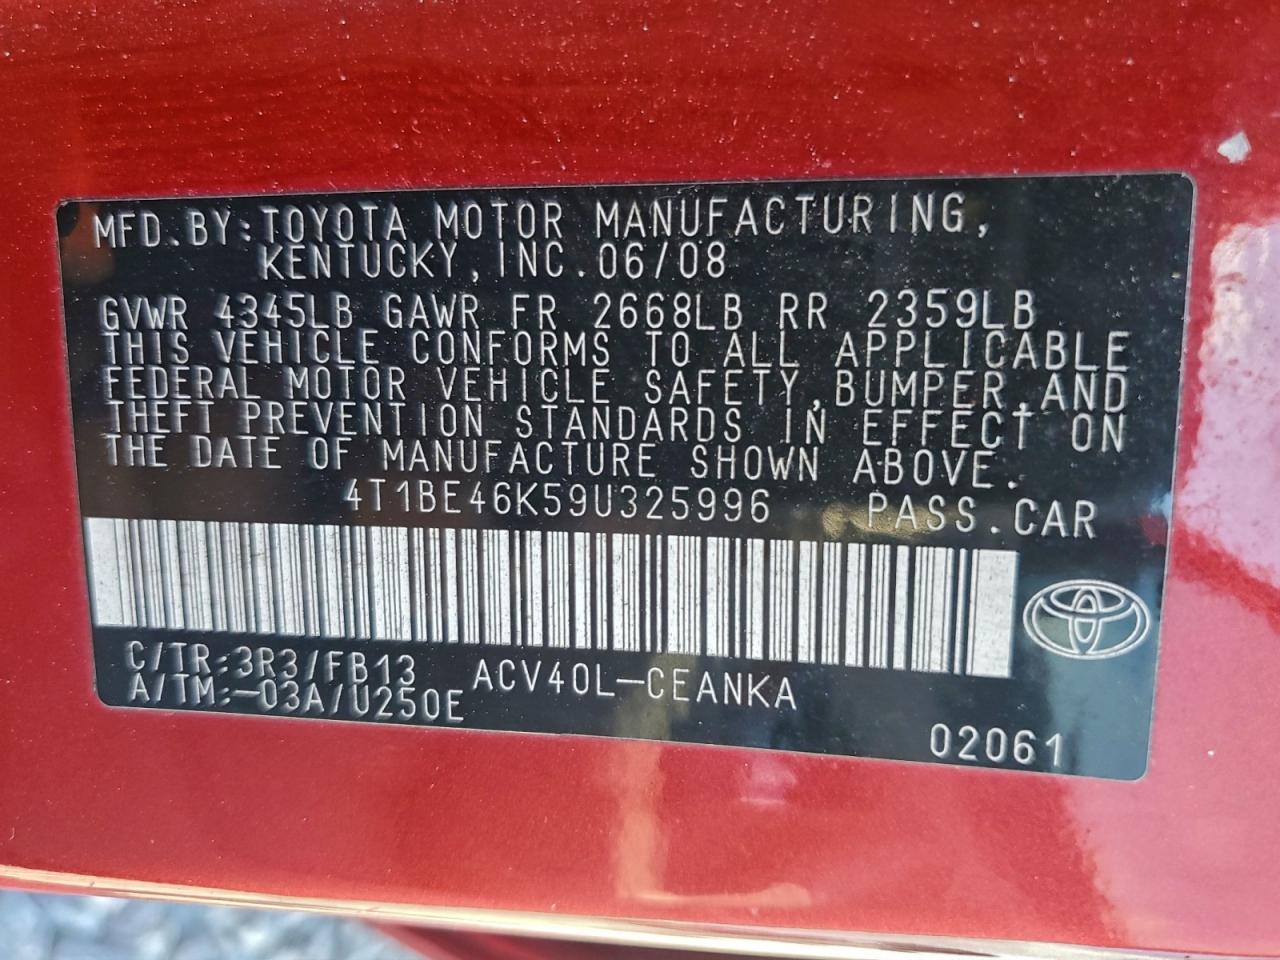 MFD.BY:TOYOTA MOTOR MANUFACTURING,
KENTUCKY, INC.06/08
GVWR 4345LB GAWR FR 2668LB RR 2359LB
THIS VEHICLE CONFORMS TO ALL APPLICABLE
FEDERAL MOTOR VEHICLE SAFETY,BUMPER,AND
THEFT PREVENTION STANDARDS IN EFFECT ON
THE DATE OF MANUFACTURE SHOWN ABOVE.
4T1BE46K59U325996 PASS.CAR
C/TR:3R3/FB13 ACV40L-CEANKA
A/TM:-03A/U250E
02061